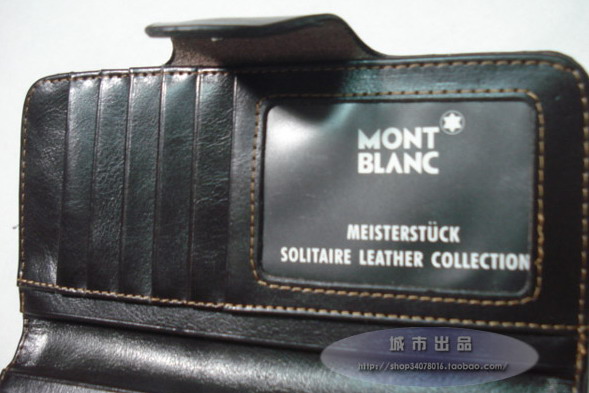 MONT
BLANC
MEISTERSTÜCK
SOLITAIRE LEATHER COLLECTION
城市出品
http://shop34078016.taobao.com/